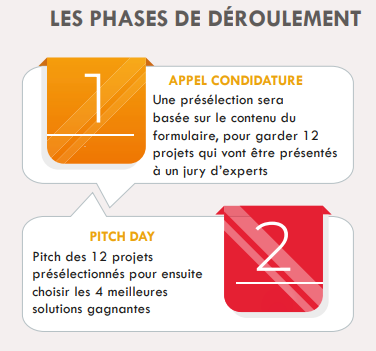 LES PHASES DE DÉROULEMENT
1
APPEL CONDIDATURE
Une présélection sera
basée sur le contenu du
formulaire, pour garder 12
projets qui vont être présentés
à un jury d'experts
PITCH DAY
Pitch des 12 projets
présélectionnés pour ensuite
choisir les 4 meilleures
solutions gagnantes
2